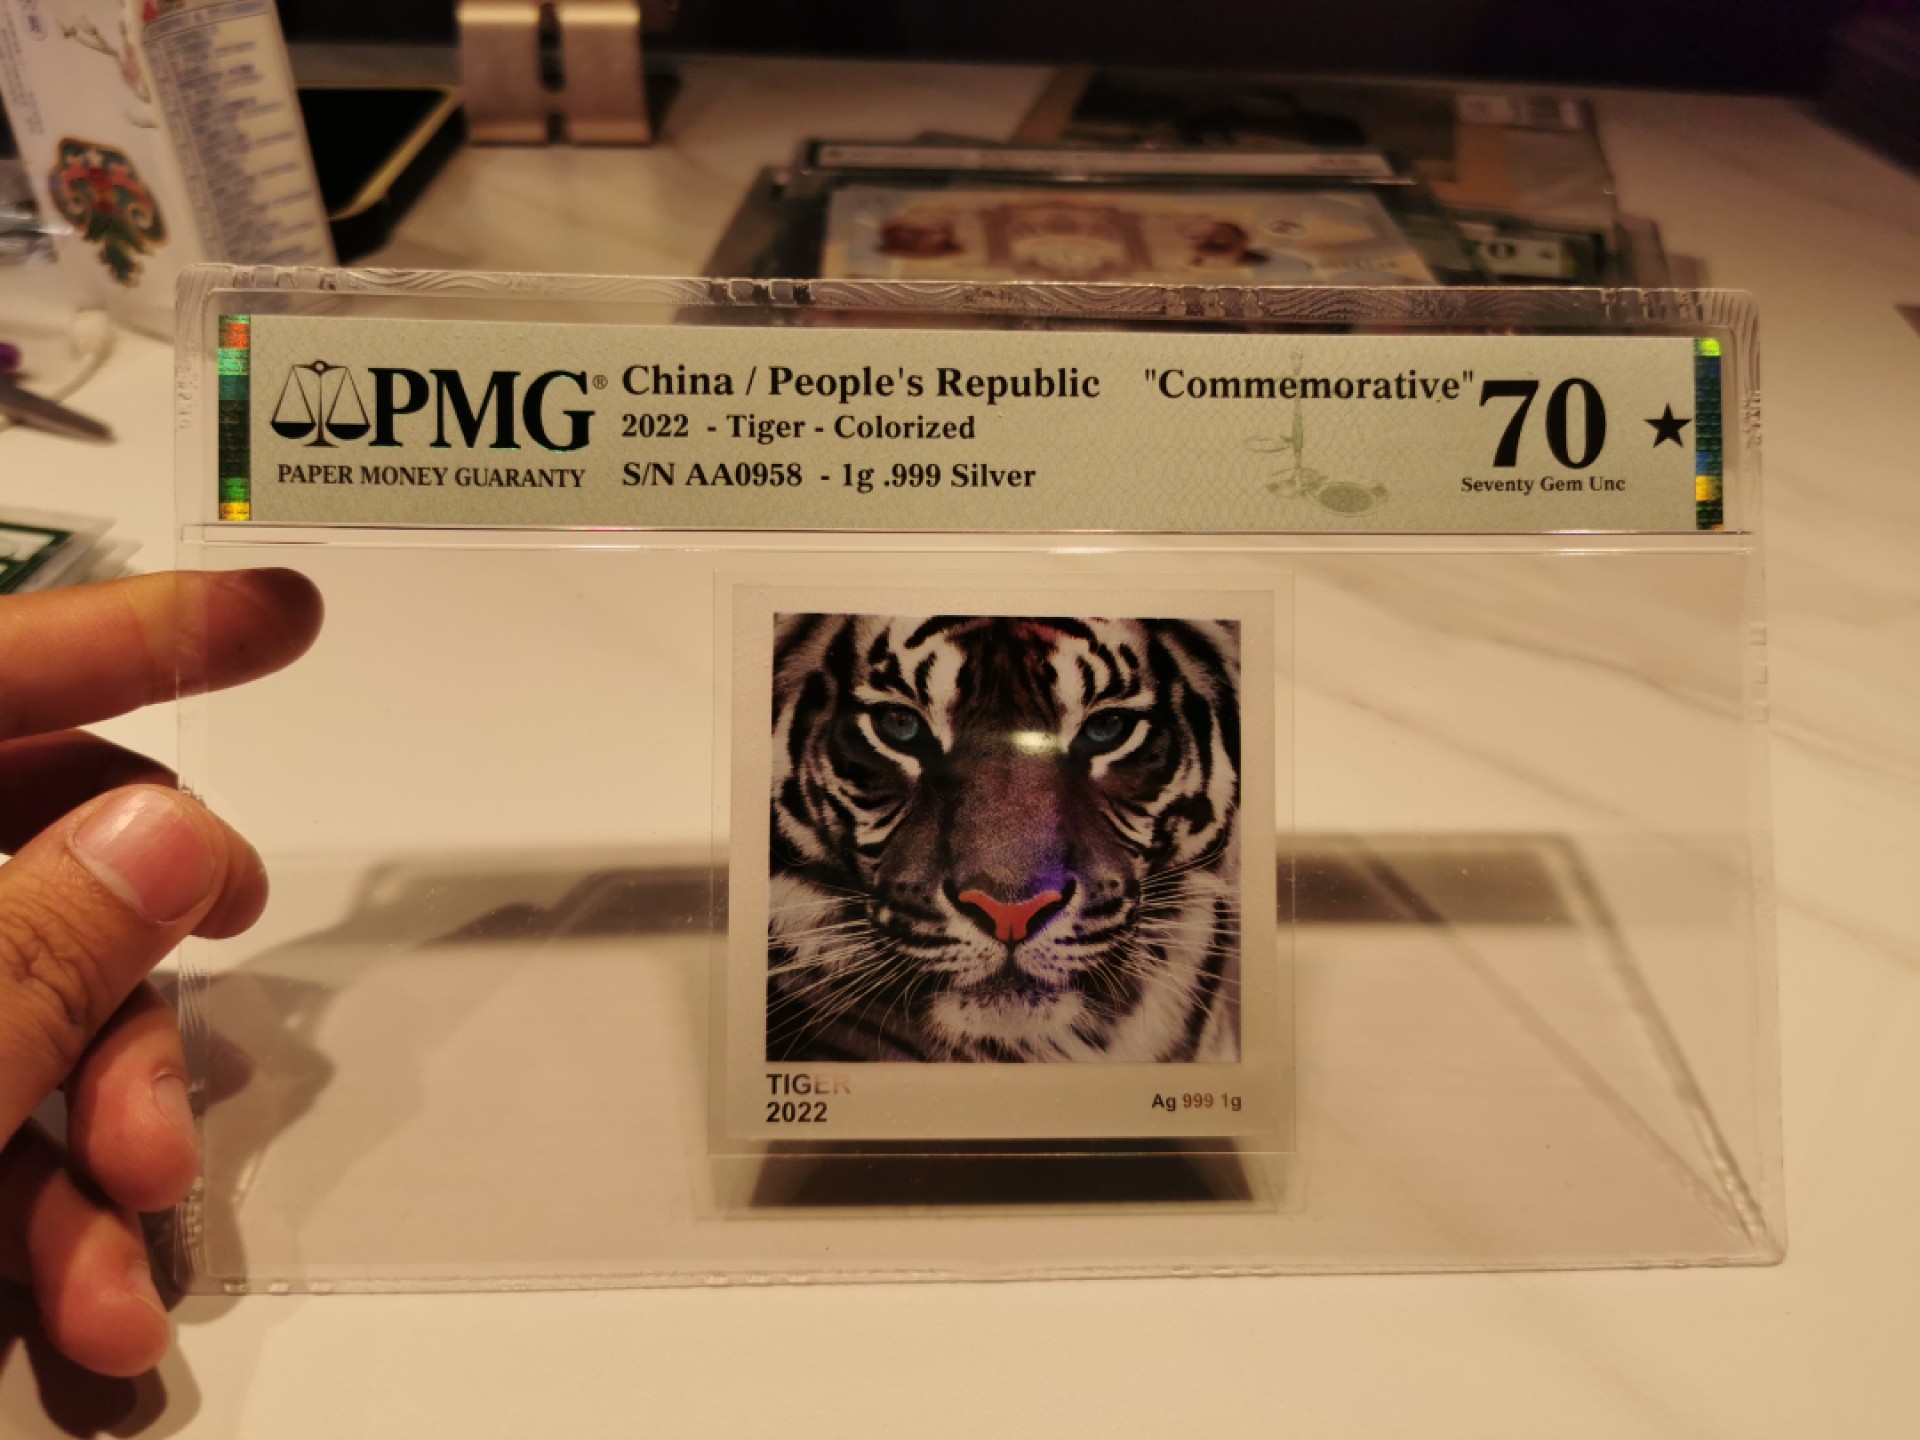 PMG®
PAPER MONEY GUARANTY
China / People's Republic "Commemorative"
2022 - Tiger - Colorized
S/N AA0958 - 1g .999 Silver
70 ★
Seventy Gem Unc
TIGER
2022
Ag 999 1g
70